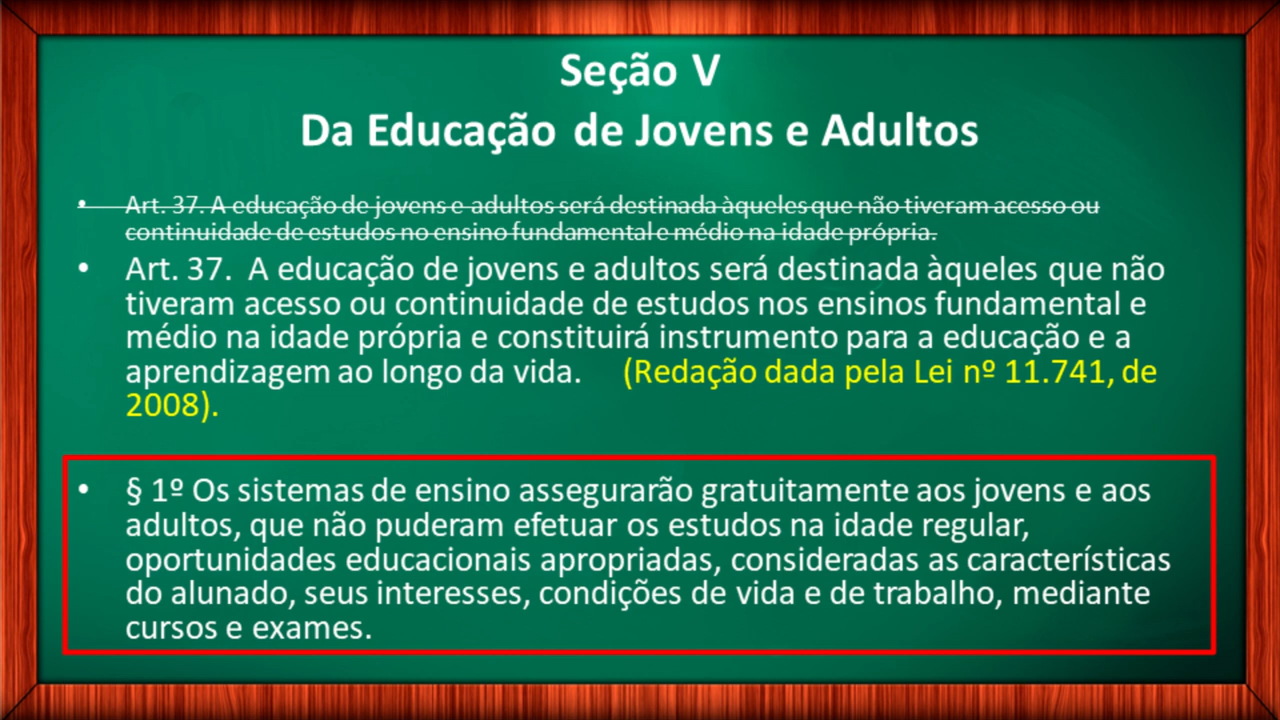 Seção V
Da Educação de Jovens e Adultos
• Art. 37. A educação de jovens e adultos será destinada àqueles que não tiveram acesso ou
continuidade de estudos no ensino fundamental e médio na idade própria.
• Art. 37.  A educação de jovens e adultos será destinada àqueles que não
tiveram acesso ou continuidade de estudos nos ensinos fundamental e
médio na idade própria e constituirá instrumento para a educação e a
aprendizagem ao longo da vida.     (Redação dada pela Lei nº 11.741, de
2008).
• § 1º Os sistemas de ensino assegurarão gratuitamente aos jovens e aos
adultos, que não puderam efetuar os estudos na idade regular,
oportunidades educacionais apropriadas, consideradas as características
do alunado, seus interesses, condições de vida e de trabalho, mediante
cursos e exames.